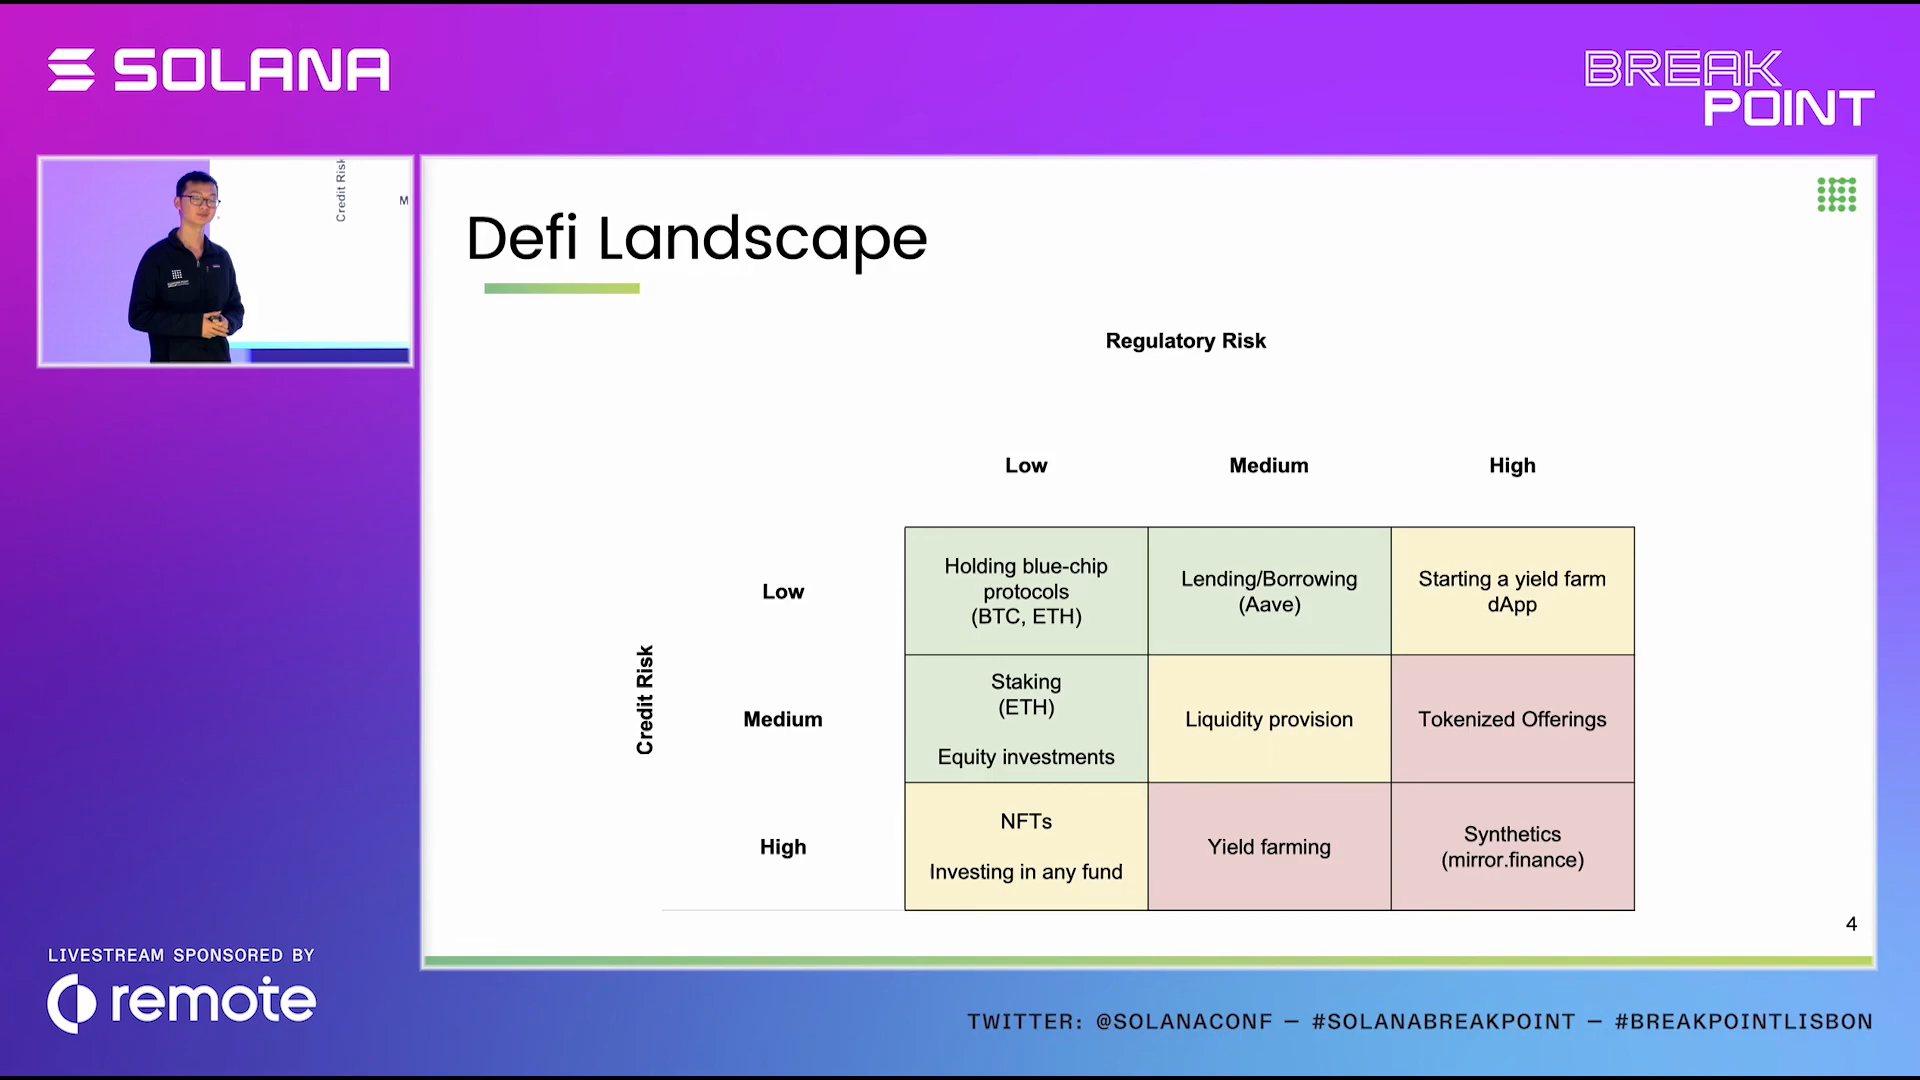 SOLANA
BREAK
POINT
Credit Risk
M
Defi Landscape
Regulatory Risk
Low
Medium
High
Credit Risk
Low
Holding blue-chip
protocols
(BTC, ETH)
Lending/Borrowing
(Aave)
Starting a yield farm
dApp
Medium
Staking
(ETH)
Equity investments
Liquidity provision
Tokenized Offerings
High
NFTs
Investing in any fund
Yield farming
Synthetics
(mirror.finance)
4
LIVESTREAM SPONSORED BY
remote
TWITTER: @SOLANACONF – #SOLANABREAKPOINT – #BREAKPOINTLISBON